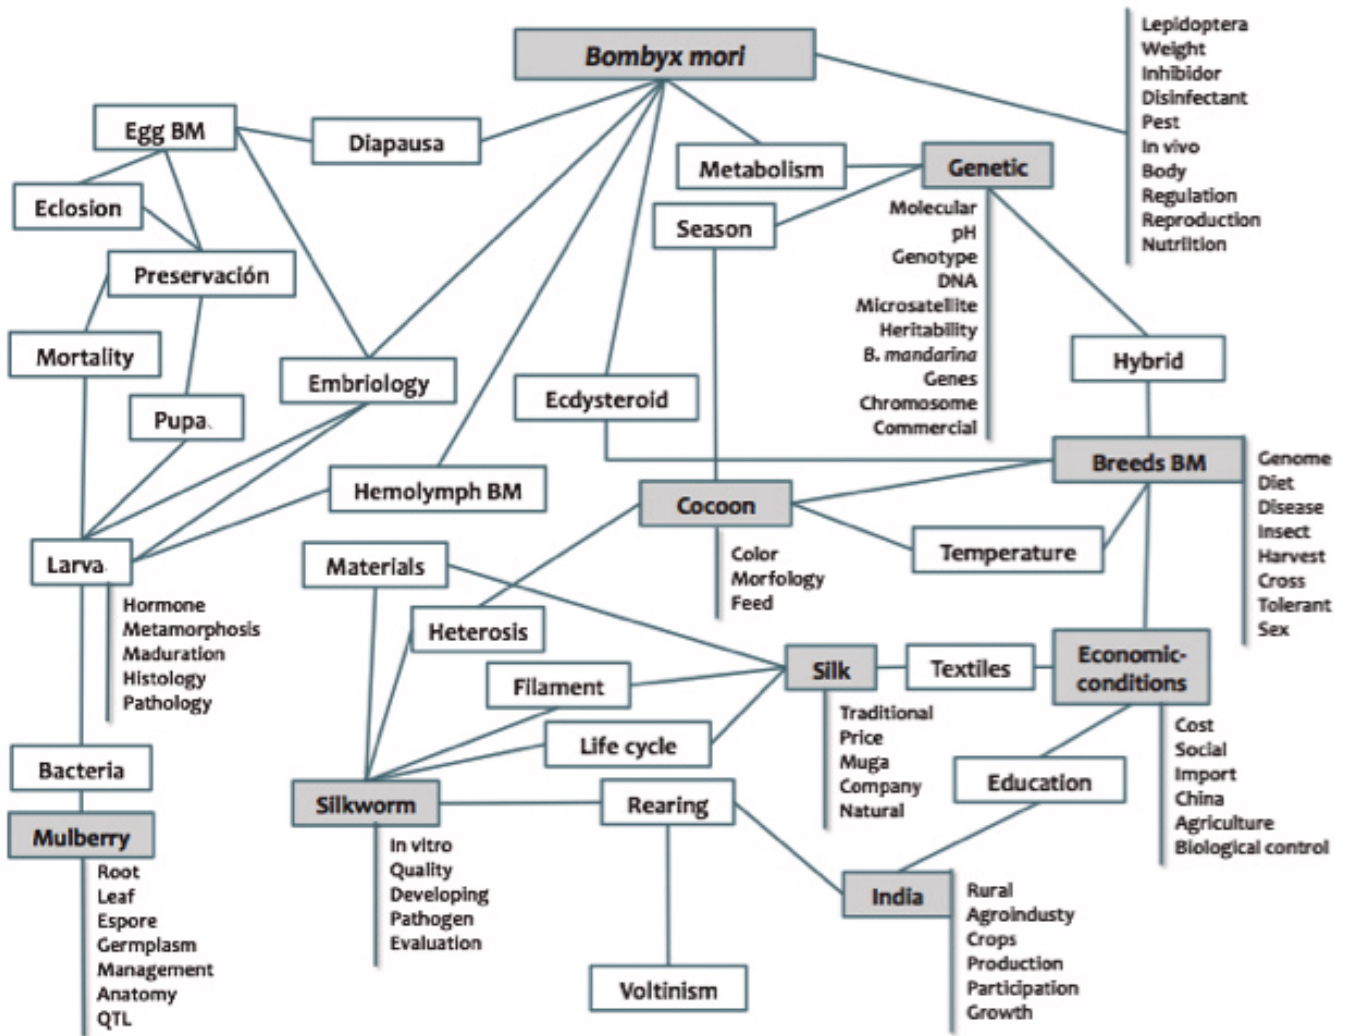 Bombyx mori
Lepidoptera
Weight
Inhibidor
Disinfectant
Pest
In vivo
Body
Regulation
Reproduction
Nutriition
Egg BM
Diapausa
Metabolism
Genetic
Molecular
pH
Genotype
DNA
Microsatellite
Heritability
B. mandarina
Genes
Chromosome
Commercial
Eclosion
Season
Preservación
Mortality
Embriology
Hybrid
Pupa
Ecdysteroid
Hemolymph BM
Cocoon
Color
Morfology
Feed
Breeds BM
Genome
Diet
Disease
Insect
Harvest
Cross
Tolerant
Sex
Larva
Hormone
Metamorphosis
Maduration
Histology
Pathology
Materials
Temperature
Heterosis
Filament
Life cycle
Silk
Traditional
Price
Muga
Company
Natural
Textiles
Economic-
conditions
Cost
Social
Import
China
Agriculture
Biological control
Bacteria
Mulberry
Root
Leaf
Espore
Germplasm
Management
Anatomy
QTL
Silkworm
In vitro
Quality
Developing
Pathogen
Evaluation
Rearing
Education
India
Rural
Agroindusty
Crops
Production
Participation
Growth
Voltinism